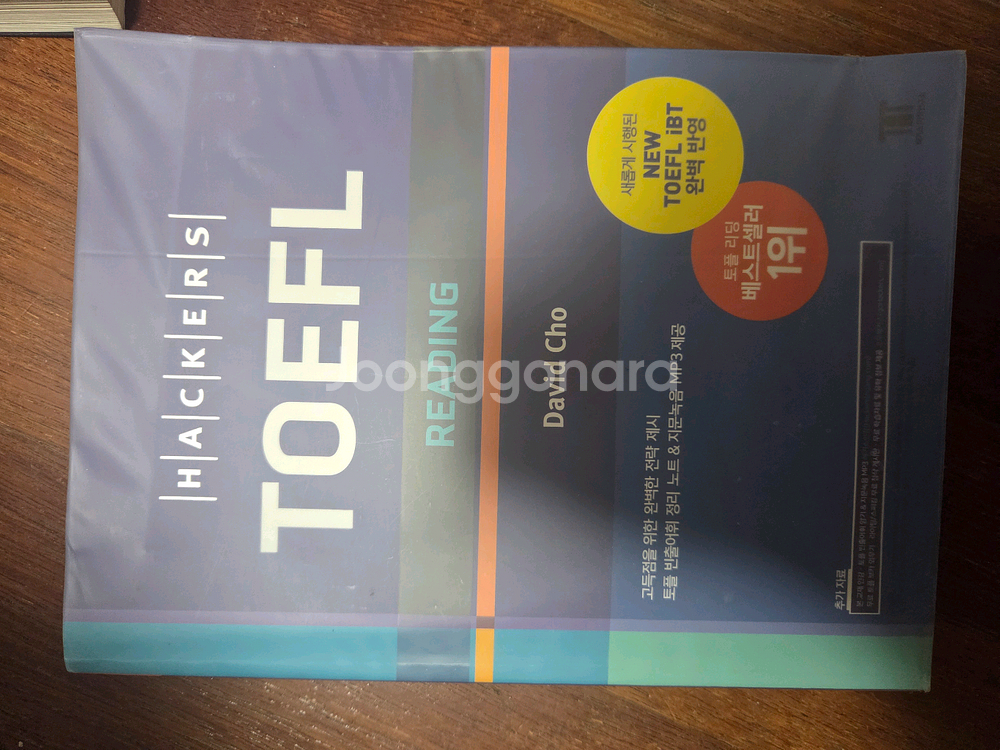 HACKERS
TOEFL
READING
David Cho
새롭게 시행된
NEW
TOEFL iBT
완벽 반영
토플 리딩
베스트셀러
1위
고득점을 위한 완벽한 전략 제시
토플 빈출어휘 정리 노트 & 지문녹음 MP3 제공
추가 자료
joonggonara